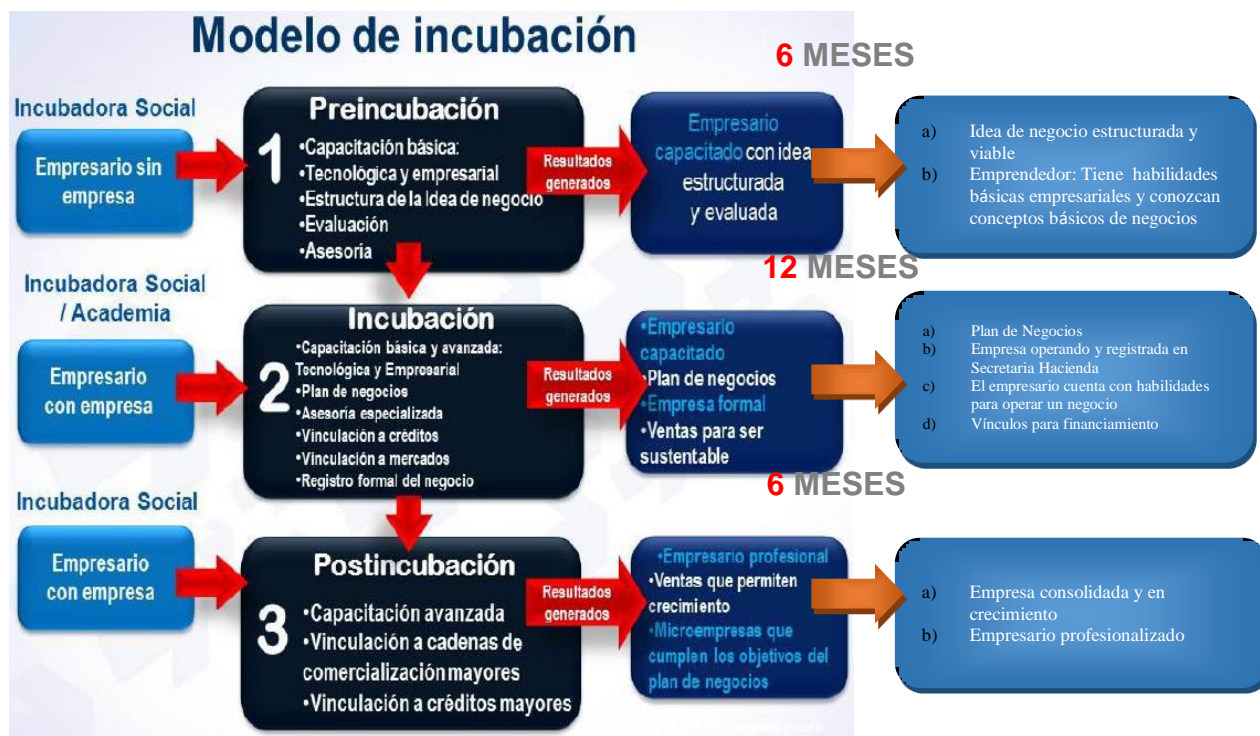 Modelo de incubación
6 MESES
Incubadora Social
Empresario sin
empresa
1
Preincubación
•Capacitación básica:
•Tecnológica y empresarial
•Estructura de la Idea de negocio
•Evaluación
•Asesoría
Resultados
generados
Empresario
capacitado con idea
estructurada
y evaluada
a) Idea de negocio estructurada y
viable
b) Emprendedor: Tiene habilidades
básicas empresariales y conozcan
conceptos básicos de negocios
12 MESES
Incubadora Social
/ Academia
Empresario
con empresa
2
Incubación
•Capacitación básica y avanzada:
Tecnológica y Empresarial
•Plan de negocios
•Asesoría especializada
•Vinculación a créditos
•Vinculación a mercados
•Registro formal del negocio
Resultados
generados
•Empresario
capacitado
•Plan de negocios
•Empresa formal
•Ventas para ser
sustentable
a) Plan de Negocios
b) Empresa operando y registrada en
Secretaria Hacienda
c) El empresario cuenta con habilidades
para operar un negocio
d) Vínculos para financiamiento
6 MESES
Incubadora Social
Empresario
con empresa
3
Postincubación
•Capacitación avanzada
•Vinculación a cadenas de
comercialización mayores
•Vinculación a créditos mayores
Resultados
generados
•Empresario profesional
•Ventas que permiten
crecimiento
•Microempresas que
cumplen los objetivos del
plan de negocios
a) Empresa consolidada y en
crecimiento
b) Empresario profesionalizado